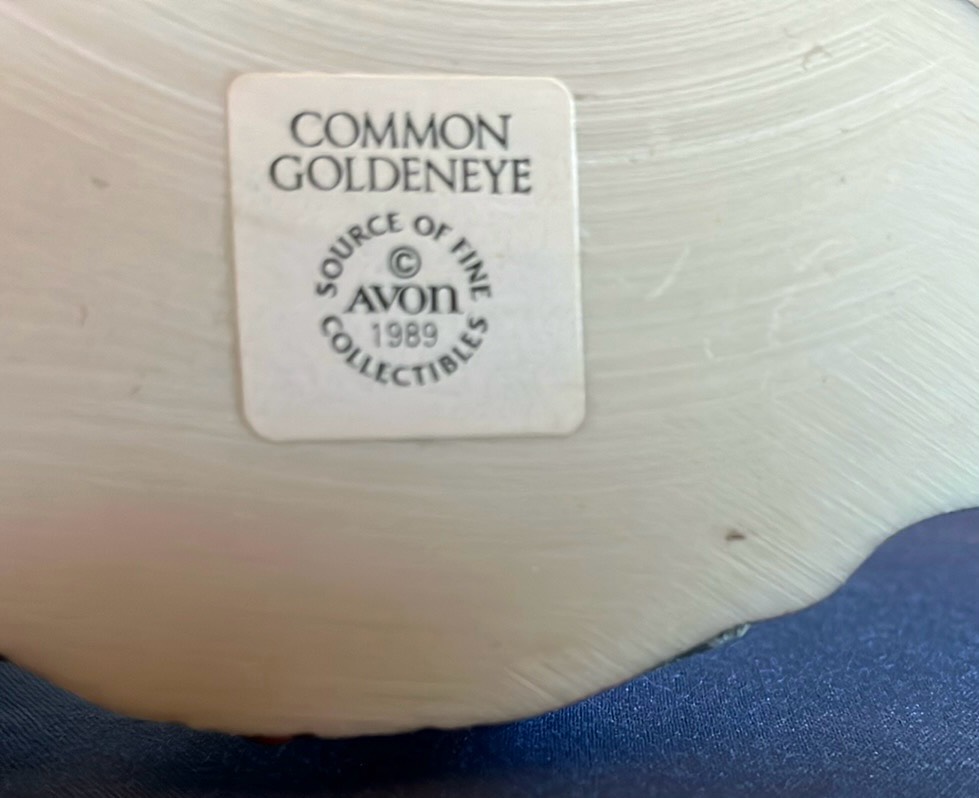 COMMON
GOLDENEYE
SOURCE OF FINE
©
AVON
1989
COLLECTIBLES